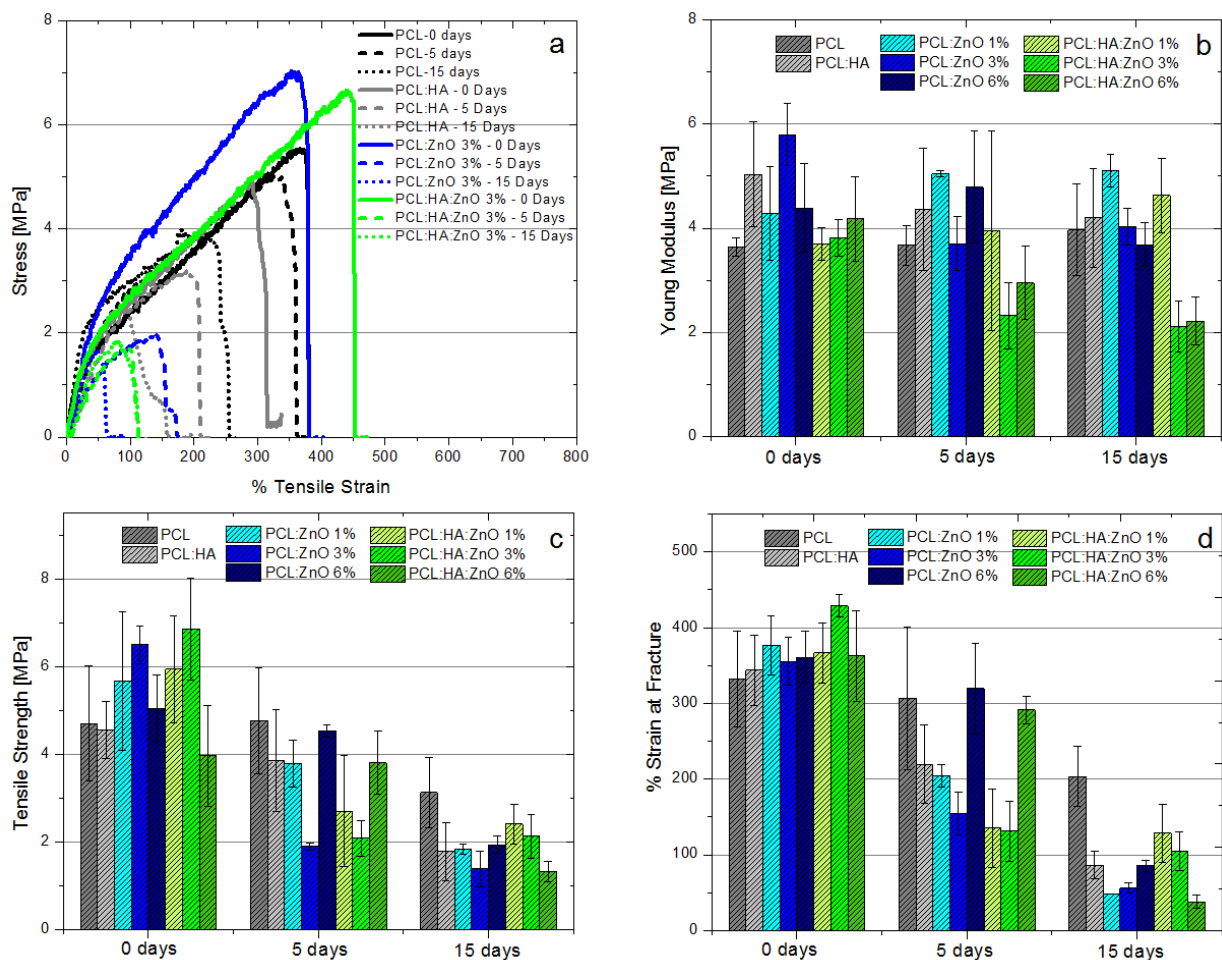 a
PCL-0 days
PCL-5 days
PCL-15 days
PCL:HA - 0 Days
PCL:HA - 5 Days
PCL:HA - 15 Days
PCL:ZnO 3% - 0 Days
PCL:ZnO 3% - 5 Days
PCL:ZnO 3% - 15 Days
PCL:HA:ZnO 3% - 0 Days
PCL:HA:ZnO 3% - 5 Days
PCL:HA:ZnO 3% - 15 Days
Stress [MPa]
8
6
4
2
0
0 100 200 300 400 500 600 700 800
% Tensile Strain
b
PCL PCL:ZnO 1% PCL:HA:ZnO 1%
PCL:HA PCL:ZnO 3% PCL:HA:ZnO 3%
PCL:ZnO 6% PCL:HA:ZnO 6%
Young Modulus [MPa]
8
6
4
2
0
0 days 5 days 15 days
c
PCL PCL:ZnO 1% PCL:HA:ZnO 1%
PCL:HA PCL:ZnO 3% PCL:HA:ZnO 3%
PCL:ZnO 6% PCL:HA:ZnO 6%
Tensile Strength [MPa]
8
6
4
2
0
0 days 5 days 15 days
d
PCL PCL:ZnO 1% PCL:HA:ZnO 1%
PCL:HA PCL:ZnO 3% PCL:HA:ZnO 3%
PCL:ZnO 6% PCL:HA:ZnO 6%
% Strain at Fracture
500
400
300
200
100
0
0 days 5 days 15 days